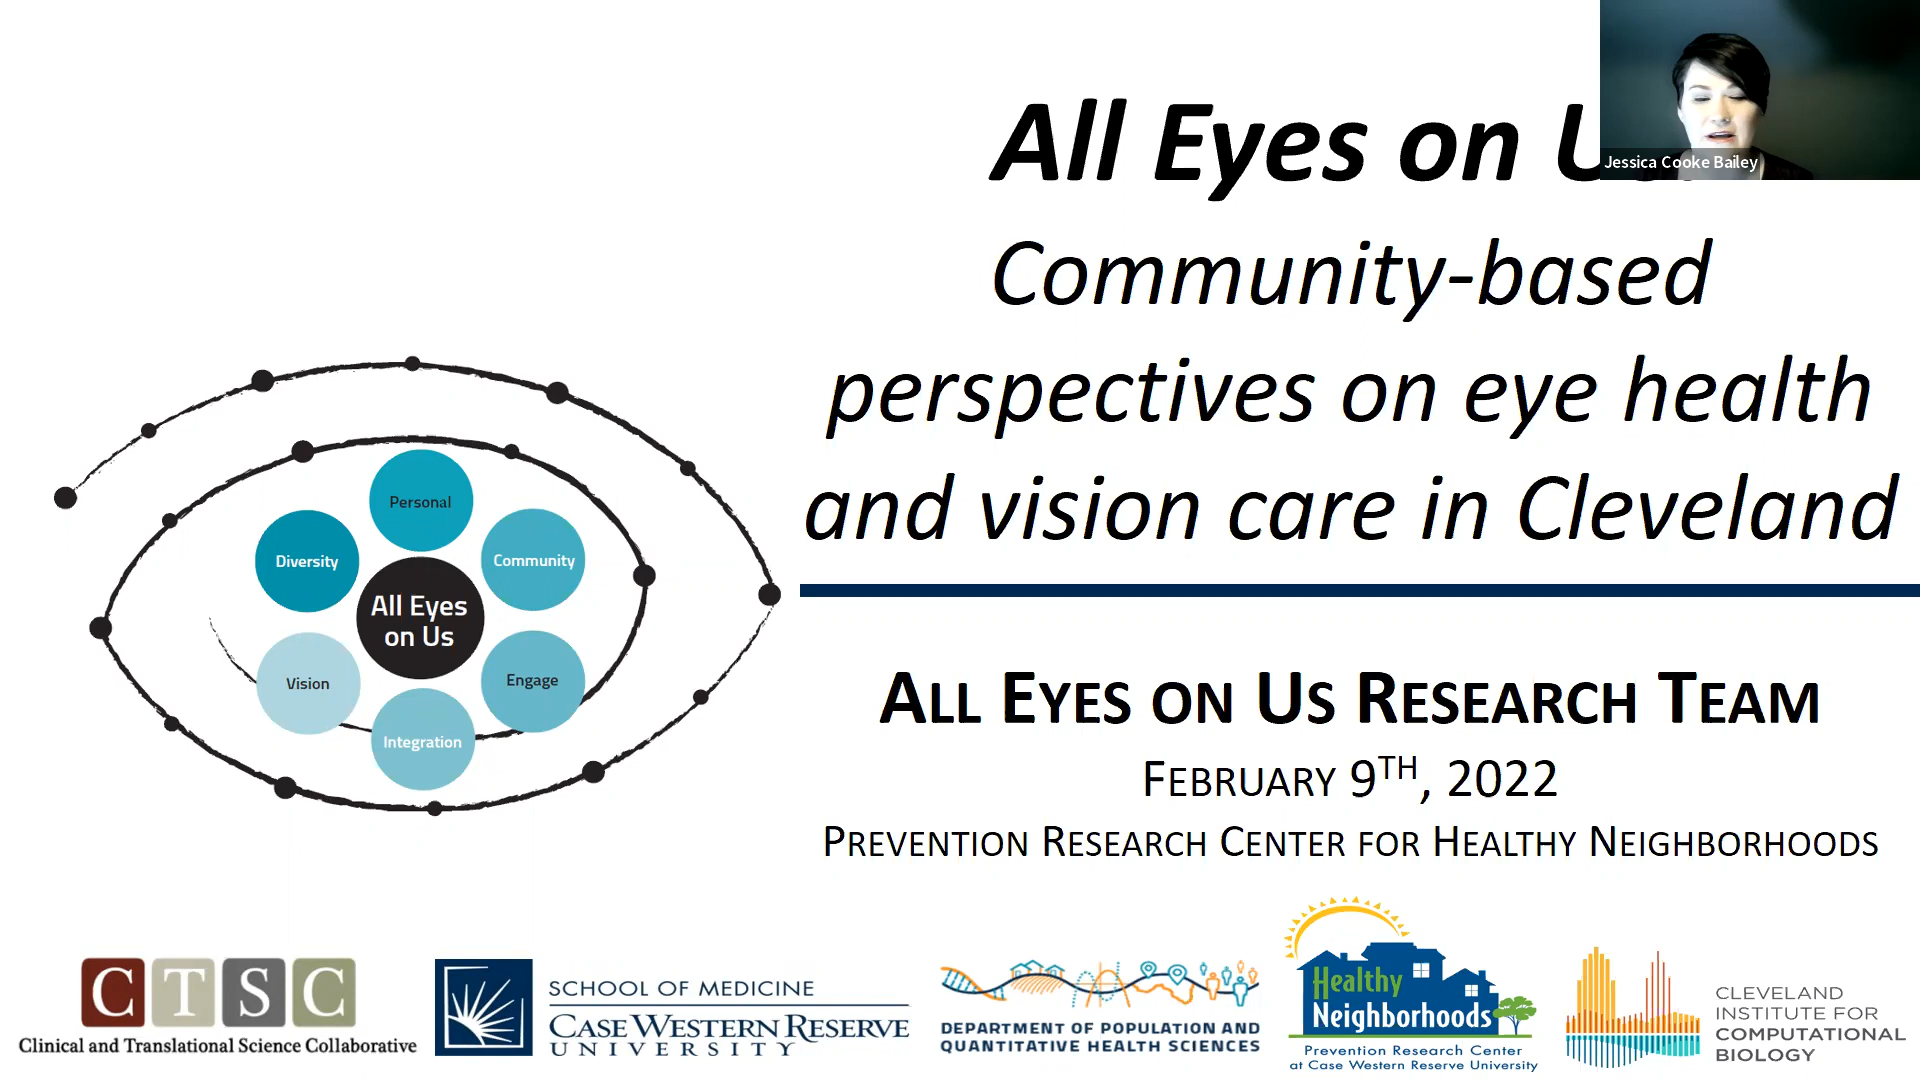 All Eyes on U
Jessica Cooke Bailey
Community-based
perspectives on eye health
and vision care in Cleveland
Personal
Diversity
Community
All Eyes
on Us
Vision
Engage
Integration
ALL EYES ON US RESEARCH TEAM
FEBRUARY 9TH, 2022
PREVENTION RESEARCH CENTER FOR HEALTHY NEIGHBORHOODS
CTSC
Clinical and Translational Science Collaborative
SCHOOL OF MEDICINE
CASE WESTERN RESERVE
UNIVERSITY
DEPARTMENT OF POPULATION AND
QUANTITATIVE HEALTH SCIENCES
Healthy
Neighborhoods
Prevention Research Center
at Case Western Reserve University
CLEVELAND
INSTITUTE FOR
COMPUTATIONAL
BIOLOGY